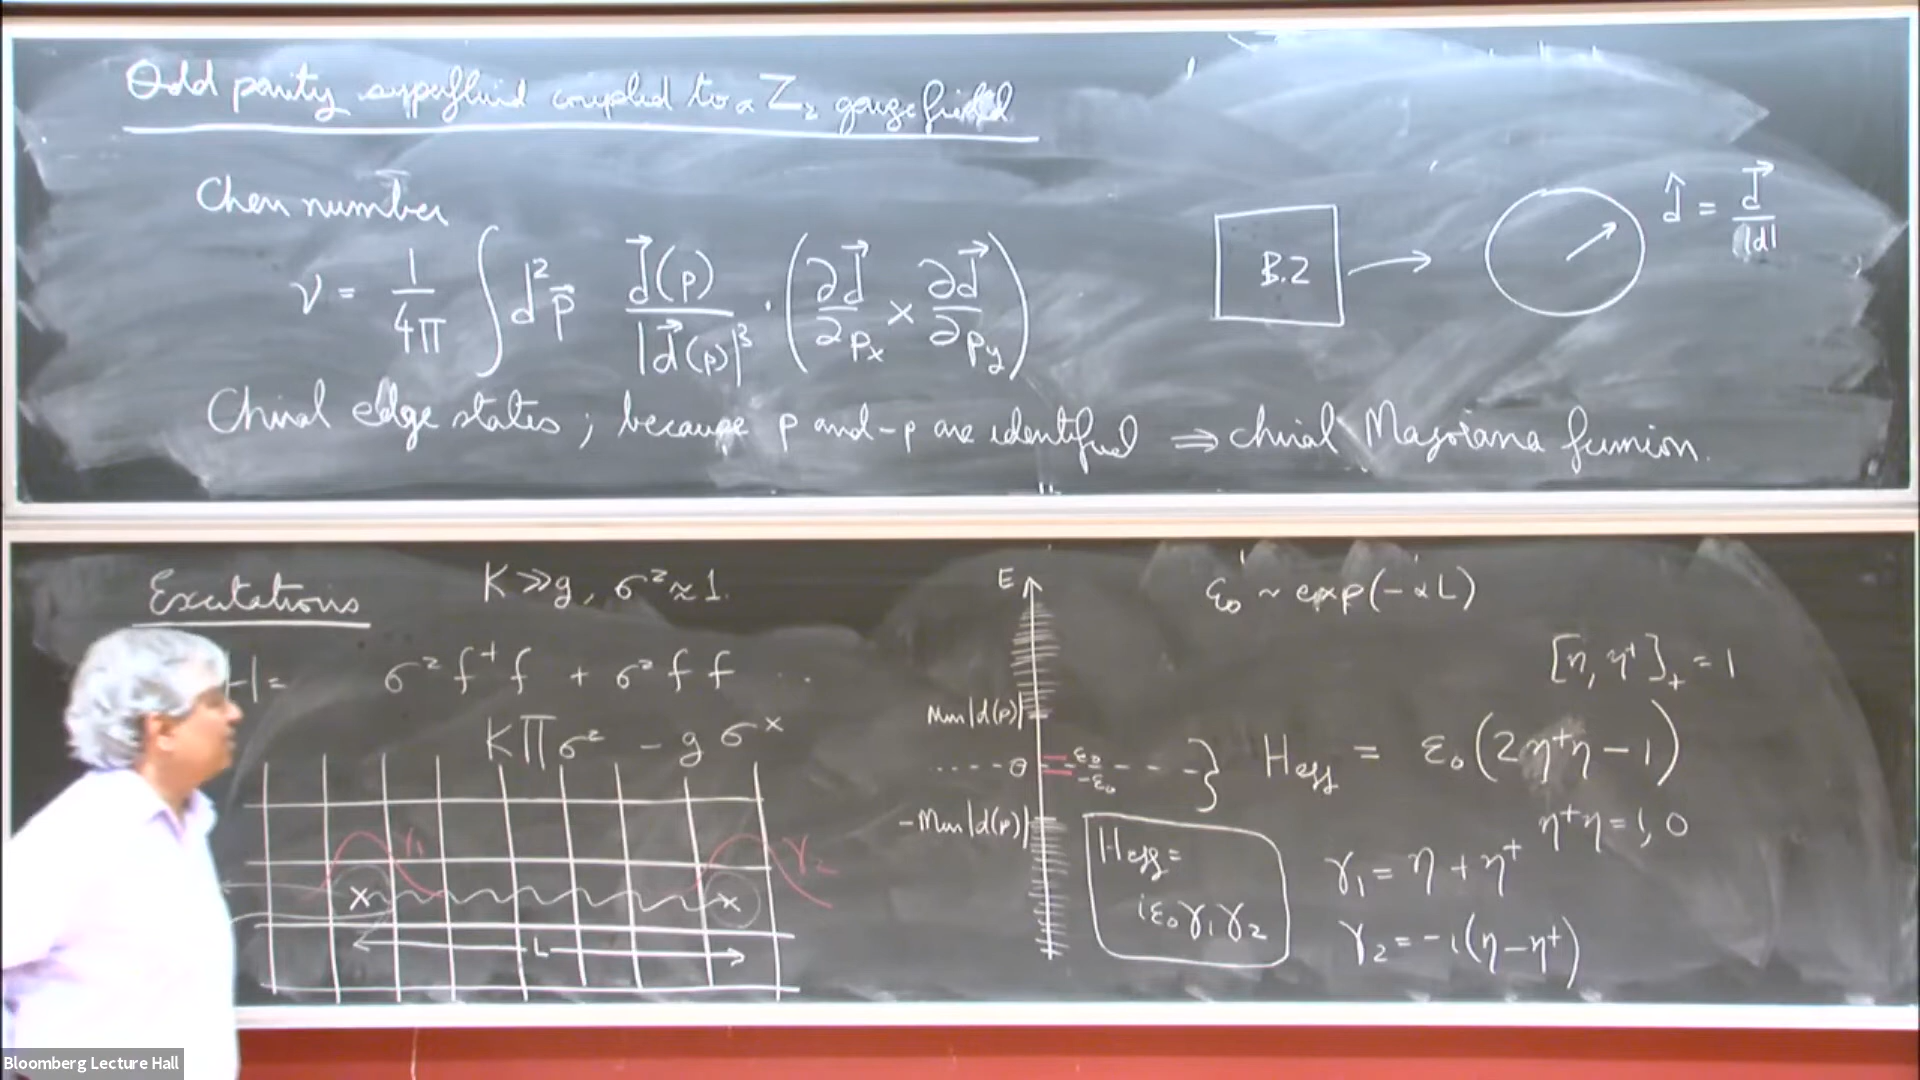 Odd parity superfluid coupled to a Z₂ gauge field
Chern number
ν = 1/4π ∫ d²p⃗ d⃗(p)/|d⃗(p)|³ · (∂d⃗/∂pₓ × ∂d⃗/∂p_y)
B.Z
d̂ = d⃗/|d|
Chiral edge states ; because p and -p are identified ⇒ chiral Majorana fermion.
Excitations
K ≫ g, σᶻ ≈ 1.
H = σᶻ f⁺ f + σᶻ f f ...
K Π σᶻ - g σˣ
γ₁
γ₂
x
x
L
E
Min|d(p)|
0
ε₀
-ε₀
-Min|d(p)|
ε₀ ~ exp(-αL)
[η, η⁺]₊ = 1
H_eff = ε₀(2η⁺η - 1)
η⁺η = 1, 0
H_eff =
iε₀γ₁γ₂
γ₁ = η + η⁺
γ₂ = -i(η - η⁺)
Bloomberg Lecture Hall